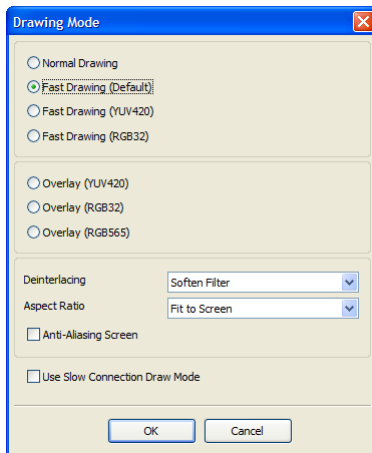 Drawing Mode
Normal Drawing
Fast Drawing (Default)
Fast Drawing (YUV420)
Fast Drawing (RGB32)
Overlay (YUV420)
Overlay (RGB32)
Overlay (RGB565)
Deinterlacing Soften Filter
Aspect Ratio Fit to Screen
Anti-Aliasing Screen
Use Slow Connection Draw Mode
OK Cancel